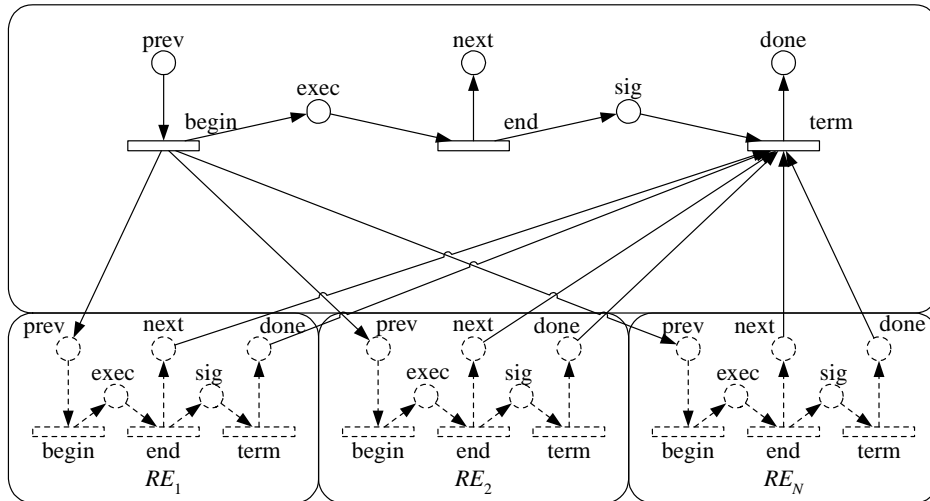 prev next done
exec sig
begin end term
prev next done prev next done prev next done
exec sig exec sig exec sig
begin end term begin end term begin end term
RE1 RE2 REN